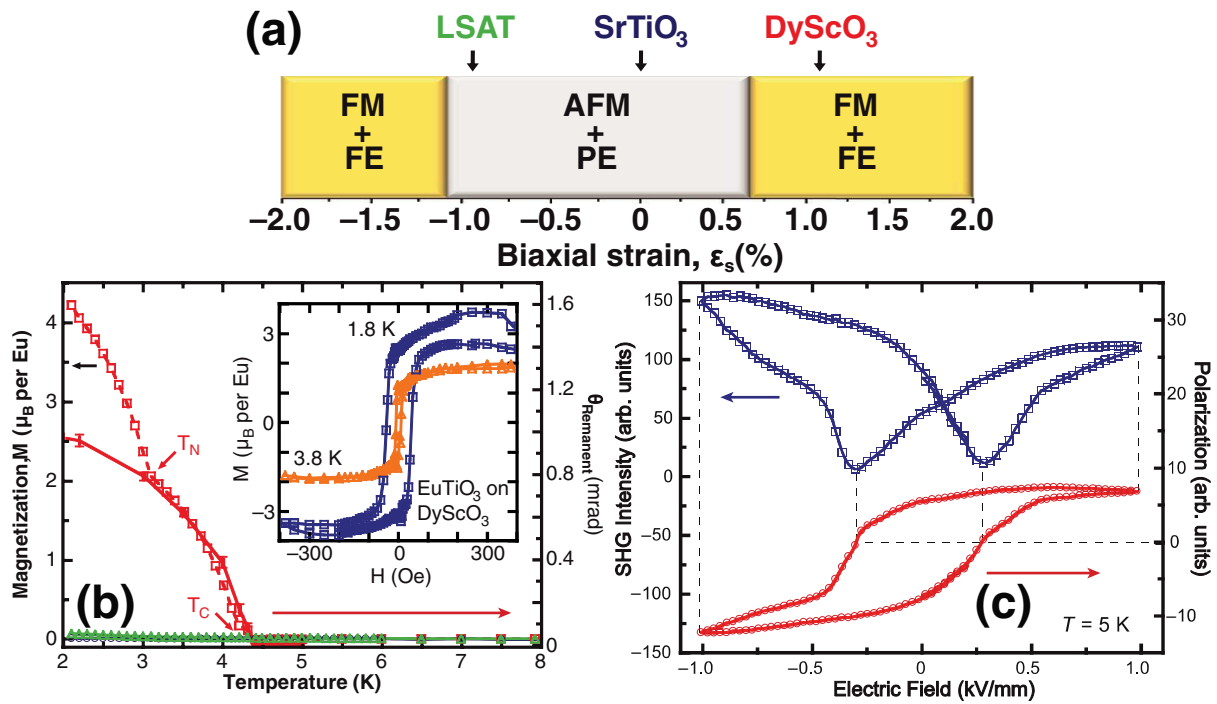 (a)
LSAT SrTiO3 DyScO3
FM
+
FE
AFM
+
PE
FM
+
FE
–2.0 –1.5 –1.0 –0.5 0 0.5 1.0 1.5 2.0
Biaxial strain, εs(%)
Magnetization,M (μB per Eu)
4
3
2
1
0
TN
TC
(b)
2 3 4 5 6 7 8
Temperature (K)
M (μB per Eu)
3
0
−3
1.8 K
3.8 K
EuTiO3 on
DyScO3
−300 0 300
H (Oe)
1.6
1.2
0.8
0.4
0
θRemanent(mrad)
SHG Intensity (arb. units)
150
100
50
0
−50
−100
−150
30
20
10
0
−10
Polarization (arb. units)
(c)
T = 5 K
−1.0 −0.5 0 0.5 1.0
Electric Field (kV/mm)